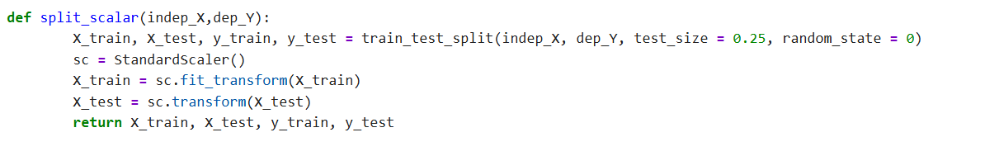 def split_scalar(indep_X,dep_Y):
        X_train, X_test, y_train, y_test = train_test_split(indep_X, dep_Y, test_size = 0.25, random_state = 0)
        sc = StandardScaler()
        X_train = sc.fit_transform(X_train)
        X_test = sc.transform(X_test)
        return X_train, X_test, y_train, y_test